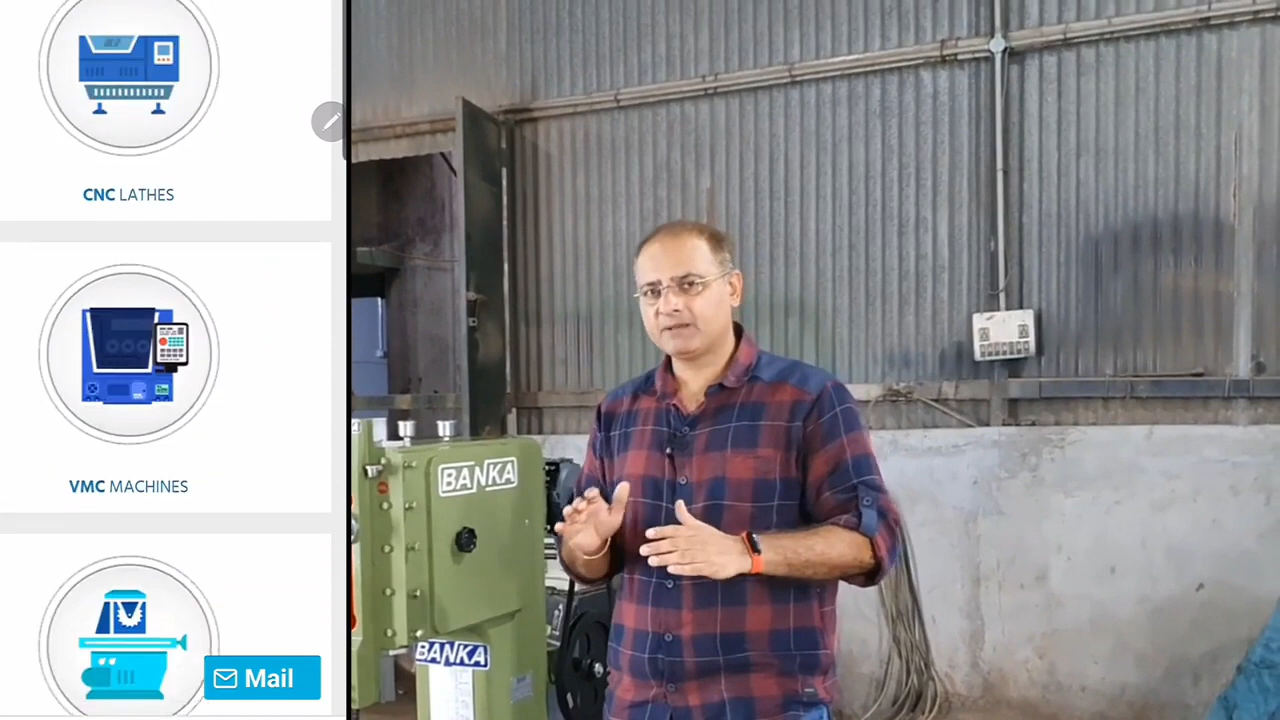 CNC LATHES
VMC MACHINES
Mail
BANKA
BANKA